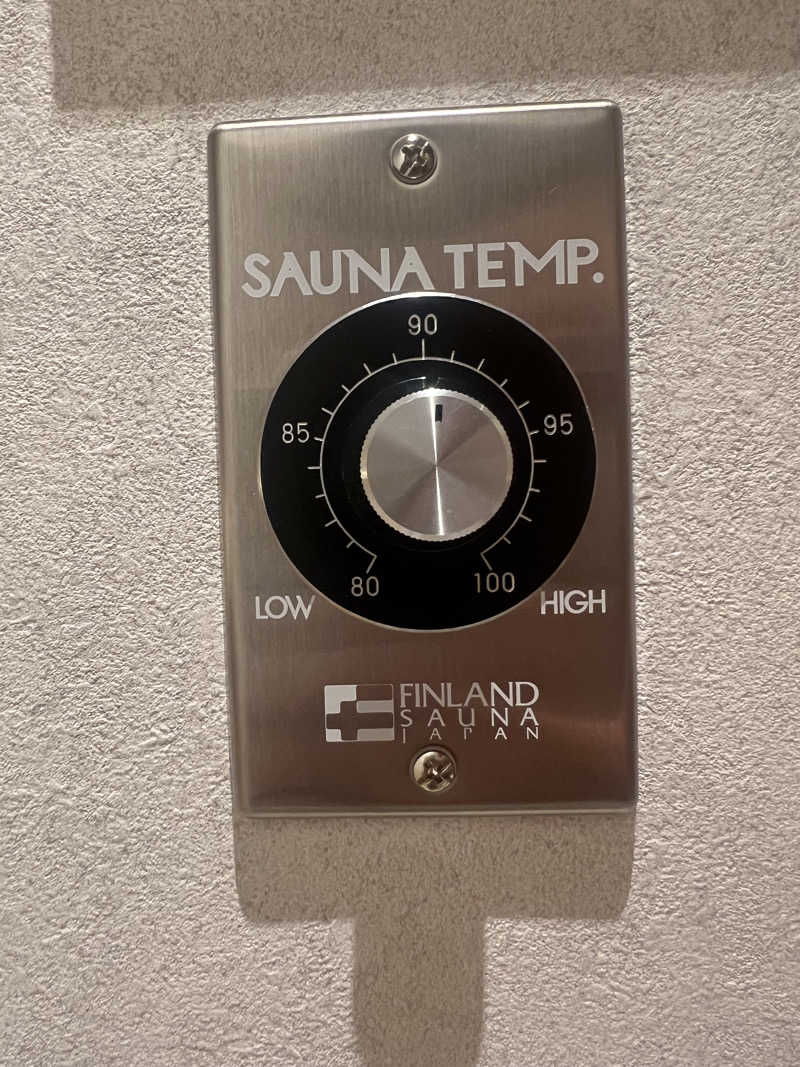 SAUNA TEMP.
90
85
95
80
100
LOW
HIGH
FINLAND
SAUNA
JAPAN